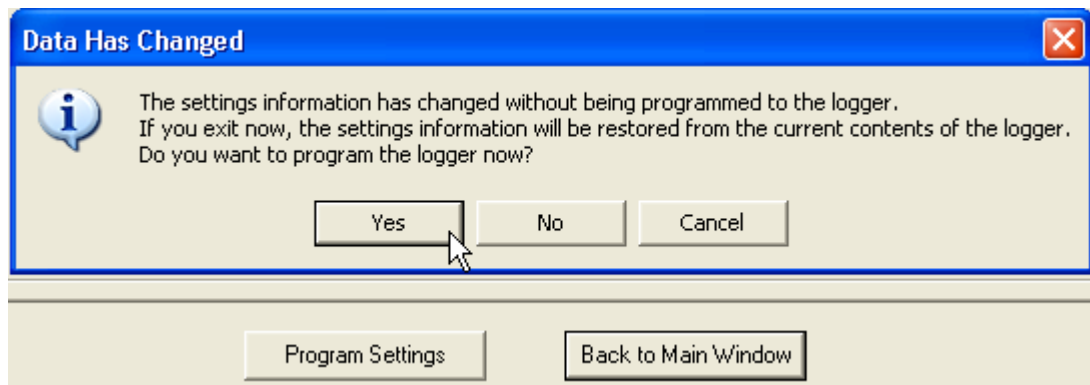 Data Has Changed
The settings information has changed without being programmed to the logger.
If you exit now, the settings information will be restored from the current contents of the logger.
Do you want to program the logger now?
Yes No Cancel
Program Settings Back to Main Window